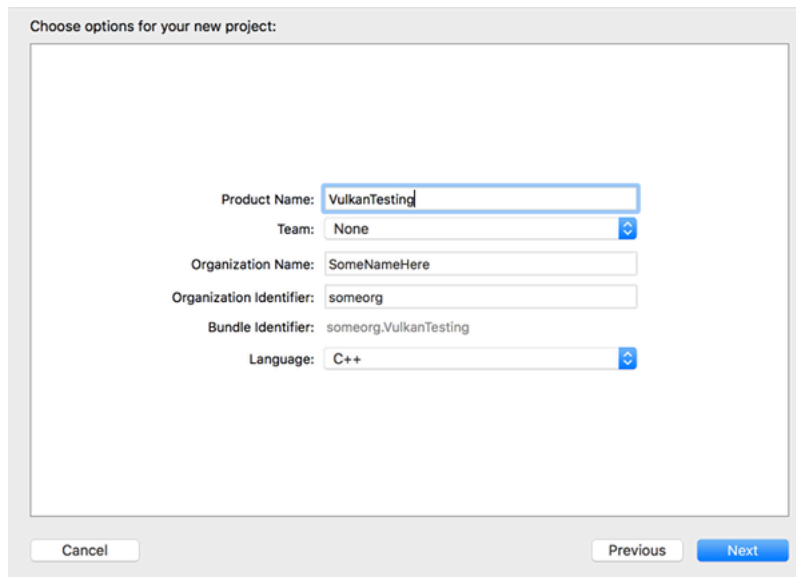 Choose options for your new project:
Product Name: VulkanTesting
Team: None
Organization Name: SomeNameHere
Organization Identifier: someorg
Bundle Identifier: someorg.VulkanTesting
Language: C++
Cancel Previous Next